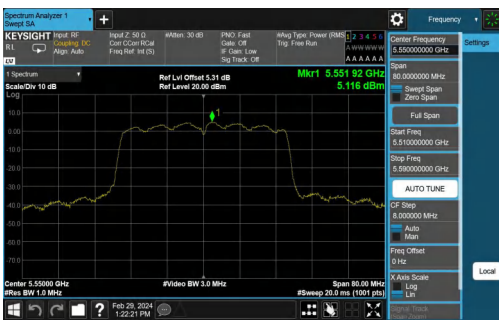 Spectrum Analyzer 1
Swept SA
Frequency
KEYSIGHT
RL
Input: RF
Coupling: DC
Align: Auto
Input Z: 50 Ω
Corr CCorr RCal
Freq Ref: Int (S)
#Atten: 30 dB
PNO: Fast
Gate: Off
IF Gain: Low
Sig Track: Off
#Avg Type: Power (RMS)
Trig: Free Run
1 2 3 4 5 6
A W W W W W
A A A A A A
LV
1 Spectrum
Scale/Div 10 dB
Log
Ref Lvl Offset 5.31 dB
Ref Level 20.00 dBm
Mkr1 5.551 92 GHz
5.116 dBm
1
10.0
0.00
-10.0
-20.0
-30.0
-40.0
-50.0
-60.0
-70.0
Center 5.55000 GHz
#Res BW 1.0 MHz
#Video BW 3.0 MHz
Span 80.00 MHz
#Sweep 20.0 ms (1001 pts)
Feb 29, 2024
1:22:21 PM
Center Frequency
5.550000000 GHz
Span
80.0000000 MHz
Swept Span
Zero Span
Full Span
Start Freq
5.510000000 GHz
Stop Freq
5.590000000 GHz
AUTO TUNE
CF Step
8.000000 MHz
Auto
Man
Freq Offset
0 Hz
X Axis Scale
Log
Lin
Signal Track
Settings
Local